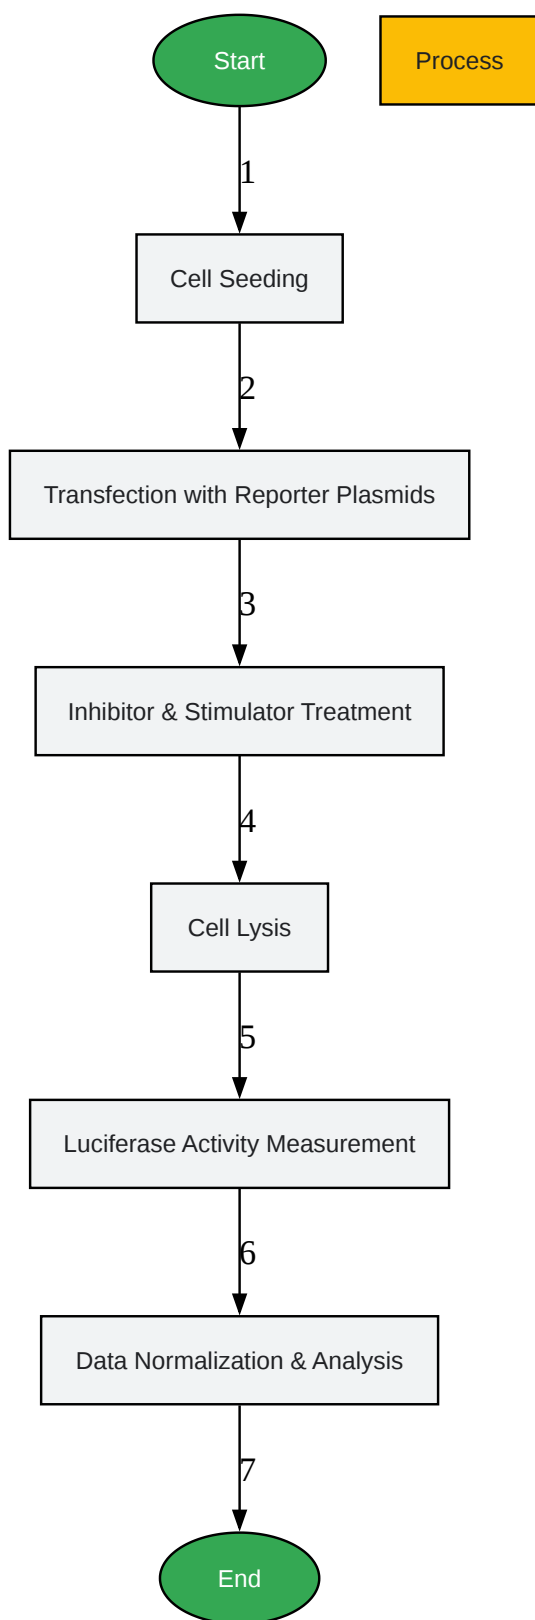 Start
Process
1
Cell Seeding
2
Transfection with Reporter Plasmids
3
Inhibitor & Stimulator Treatment
4
Cell Lysis
5
Luciferase Activity Measurement
6
Data Normalization & Analysis
7
End